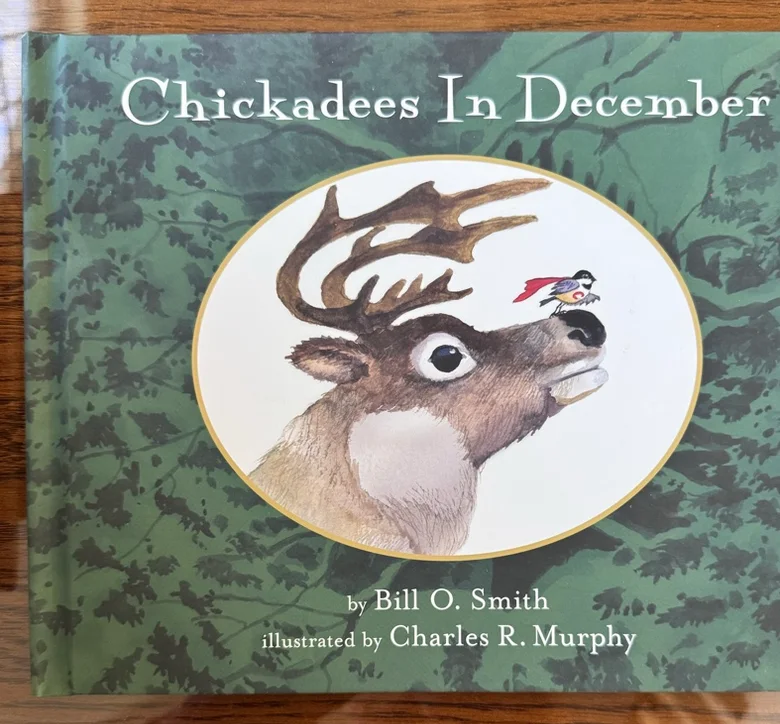 Chickadees In December
by Bill O. Smith
illustrated by Charles R. Murphy